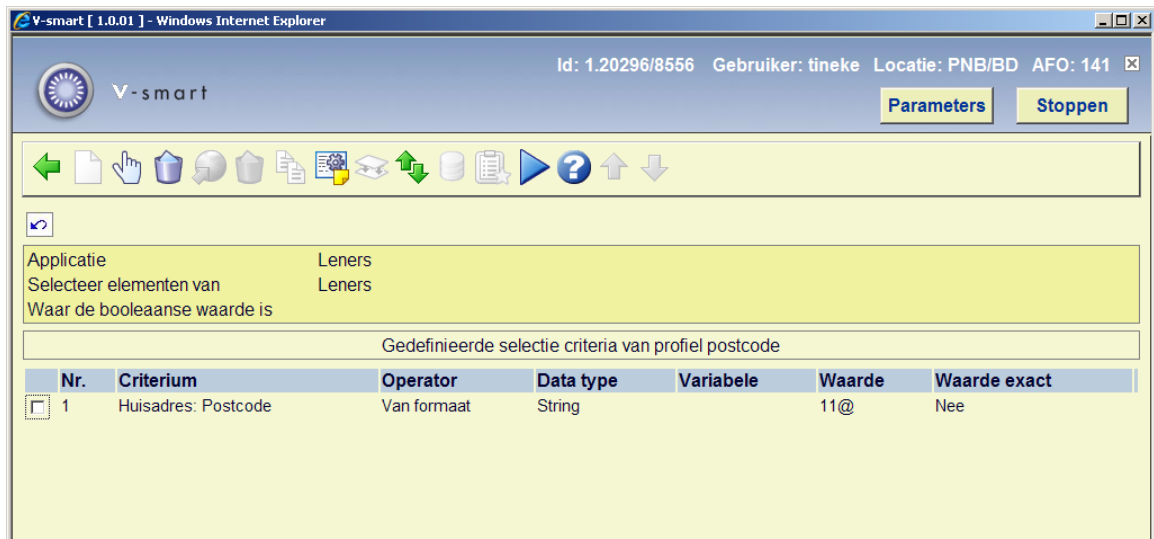 V-smart [ 1.0.01 ] - Windows Internet Explorer
Id: 1.20296/8556 Gebruiker: tineke Locatie: PNB/BD AFO: 141
V-smart
Parameters Stoppen
Applicatie Leners
Selecteer elementen van Leners
Waar de booleaanse waarde is
Gedefinieerde selectie criteria van profiel postcode
Nr. Criterium Operator Data type Variabele Waarde Waarde exact
1 Huisadres: Postcode Van formaat String 11@ Nee